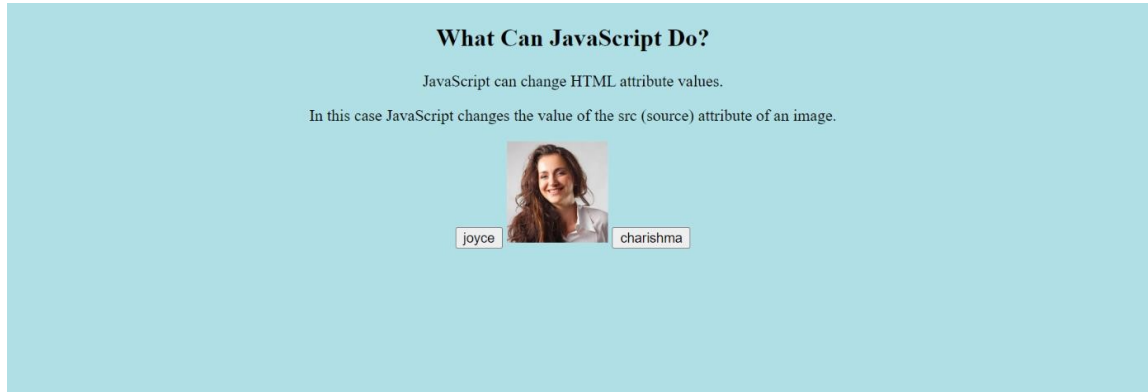 What Can JavaScript Do?
JavaScript can change HTML attribute values.
In this case JavaScript changes the value of the src (source) attribute of an image.
joyce charishma